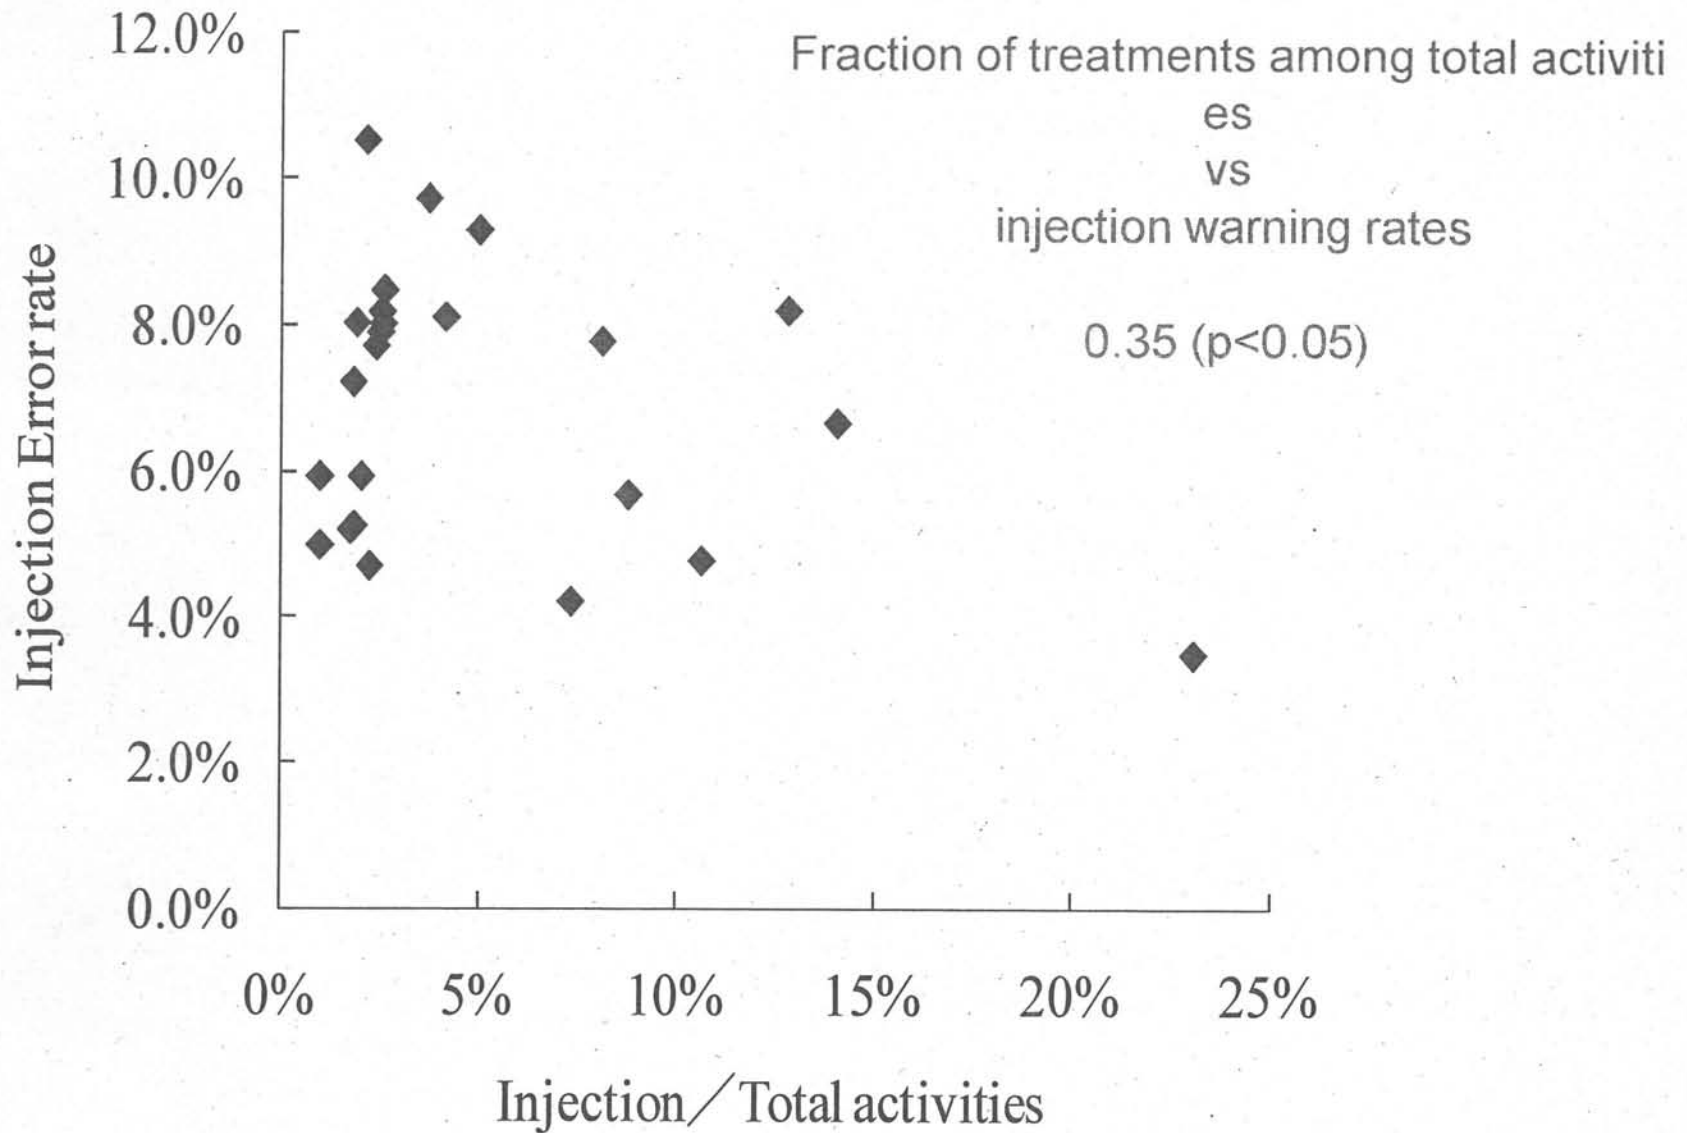 12.0%
Fraction of treatments among total activiti
es
vs
injection warning rates
0.35 (p<0.05)
10.0%
8.0%
6.0%
4.0%
2.0%
0.0%
Injection Error rate
0%
5%
10%
15%
20%
25%
Injection／Total activities